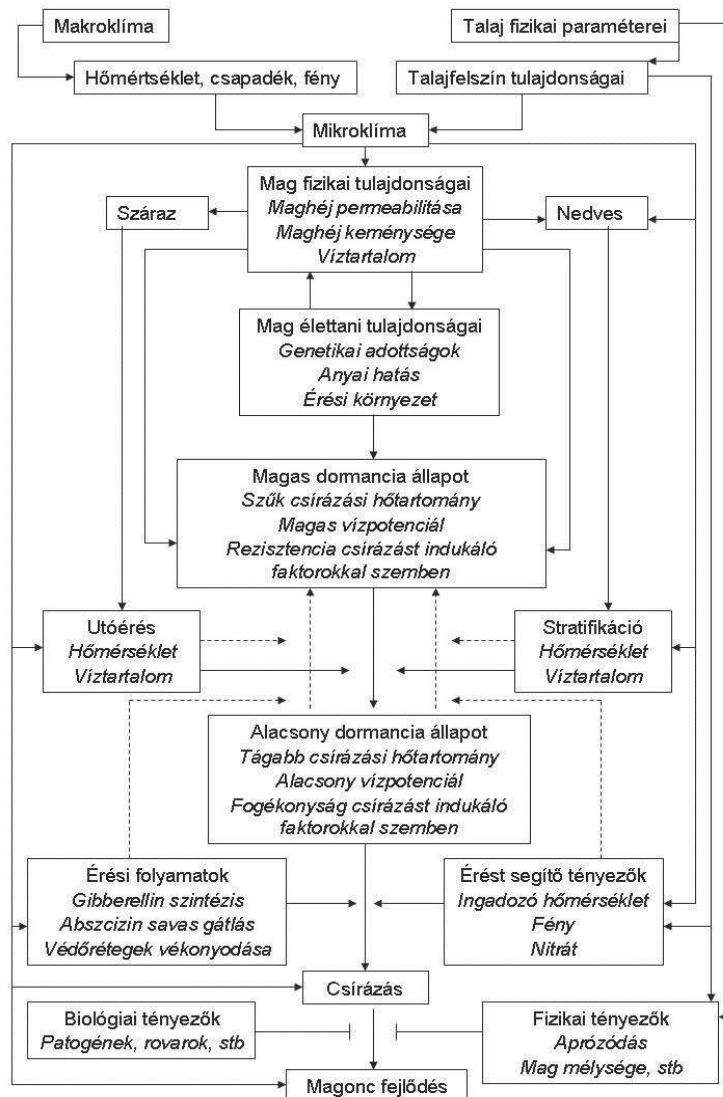 Makroklíma
Talaj fizikai paraméterei
Hőmértséklet, csapadék, fény
Talajfelszín tulajdonságai
Mikroklíma
Mag fizikai tulajdonságai
Maghéj permeabilitása
Maghéj keménysége
Víztartalom
Száraz
Nedves
Mag élettani tulajdonságai
Genetikai adottságok
Anyai hatás
Érési környezet
Magas dormancia állapot
Szűk csírázási hőtartomány
Magas vízpotenciál
Rezisztencia csírázást indukáló
faktorokkal szemben
Utóérés
Hőmérséklet
Víztartalom
Stratifikáció
Hőmérséklet
Víztartalom
Alacsony dormancia állapot
Tágabb csírázási hőtartomány
Alacsony vízpotenciál
Fogékonyság csírázást indukáló
faktorokkal szemben
Érési folyamatok
Gibberellin szintézis
Abszcizin savas gátlás
Védőrétegek vékonyodása
Érést segítő tényezők
Ingadozó hőmérséklet
Fény
Nitrát
Csírázás
Biológiai tényezők
Patogének, rovarok, stb
Fizikai tényezők
Aprózódás
Mag mélysége, stb
Magonc fejlődés